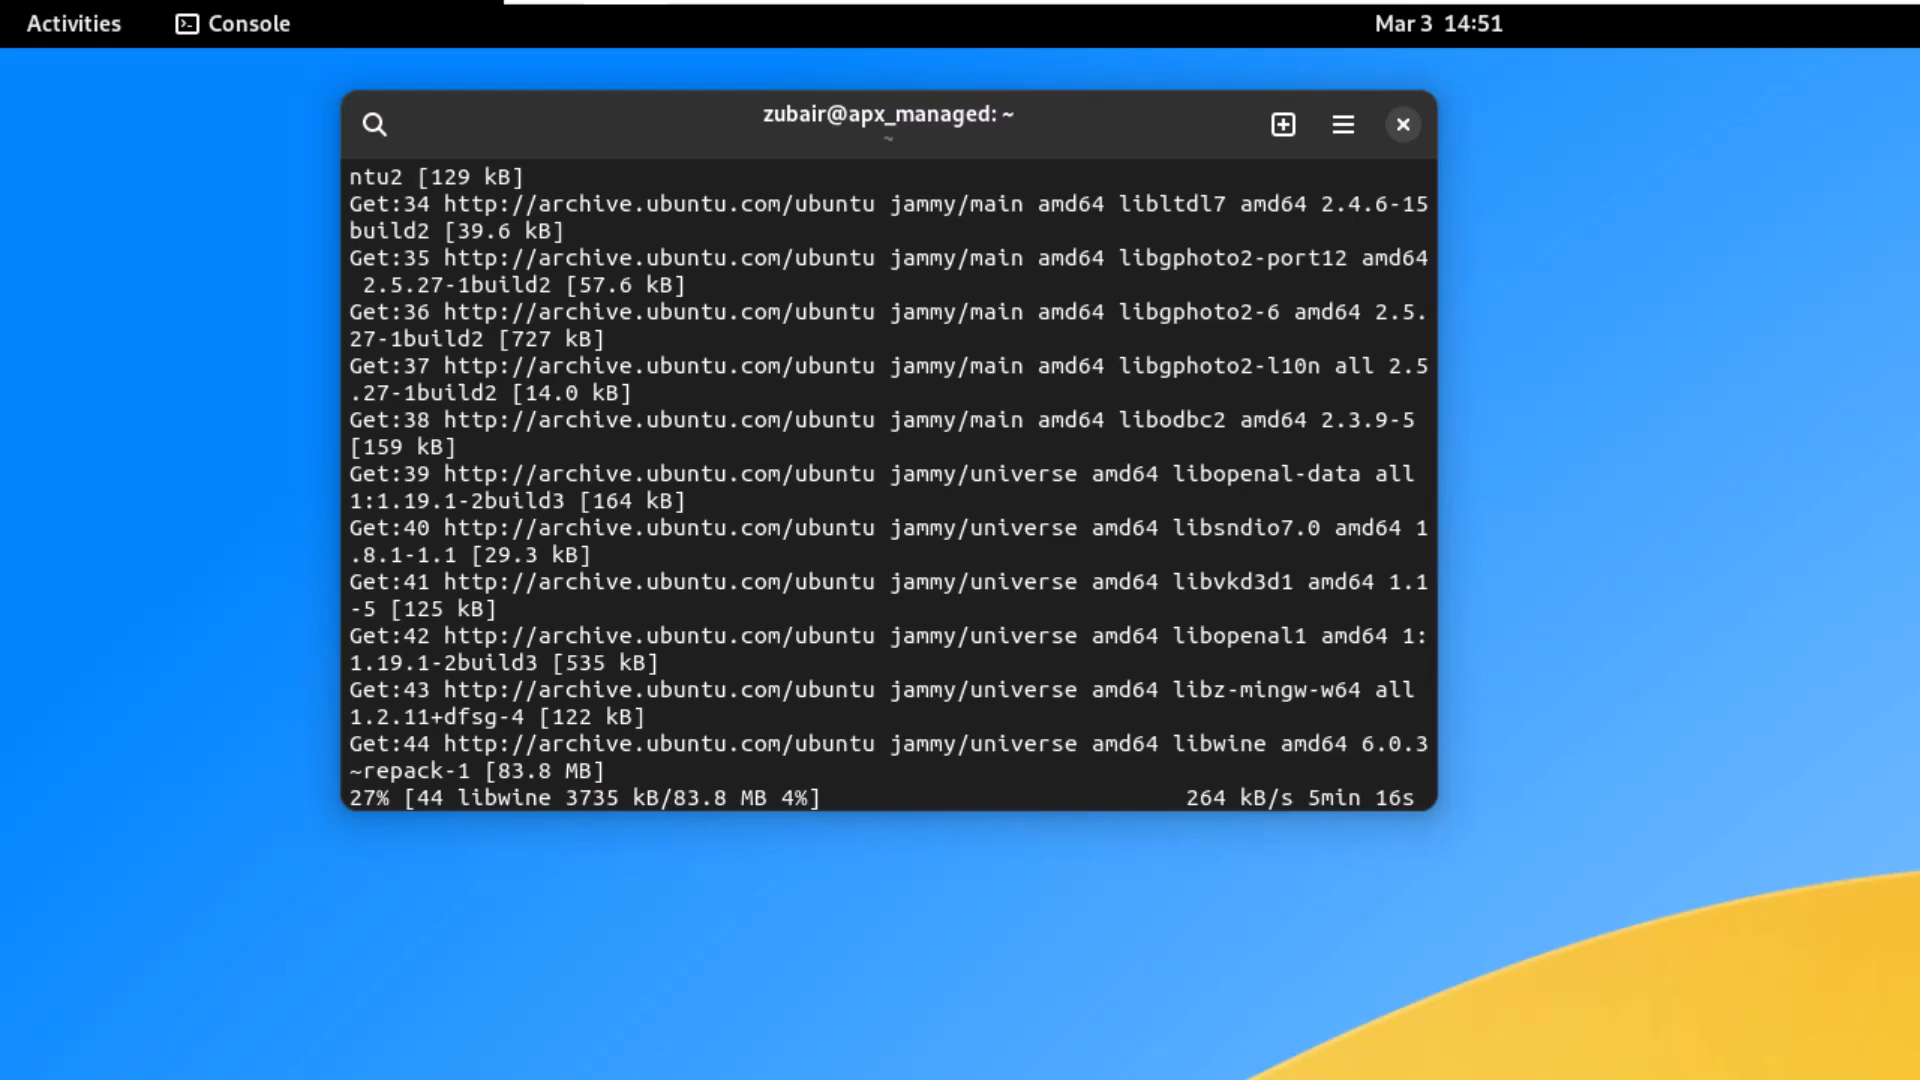 Activities
Console
Mar 3 14:51
zubair@apx_managed: ~
~
ntu2 [129 kB]
Get:34 http://archive.ubuntu.com/ubuntu jammy/main amd64 libltdl7 amd64 2.4.6-15
build2 [39.6 kB]
Get:35 http://archive.ubuntu.com/ubuntu jammy/main amd64 libgphoto2-port12 amd64
 2.5.27-1build2 [57.6 kB]
Get:36 http://archive.ubuntu.com/ubuntu jammy/main amd64 libgphoto2-6 amd64 2.5.
27-1build2 [727 kB]
Get:37 http://archive.ubuntu.com/ubuntu jammy/main amd64 libgphoto2-l10n all 2.5
.27-1build2 [14.0 kB]
Get:38 http://archive.ubuntu.com/ubuntu jammy/main amd64 libodbc2 amd64 2.3.9-5
[159 kB]
Get:39 http://archive.ubuntu.com/ubuntu jammy/universe amd64 libopenal-data all
1:1.19.1-2build3 [164 kB]
Get:40 http://archive.ubuntu.com/ubuntu jammy/universe amd64 libsndio7.0 amd64 1
.8.1-1.1 [29.3 kB]
Get:41 http://archive.ubuntu.com/ubuntu jammy/universe amd64 libvkd3d1 amd64 1.1
-5 [125 kB]
Get:42 http://archive.ubuntu.com/ubuntu jammy/universe amd64 libopenal1 amd64 1:
1.19.1-2build3 [535 kB]
Get:43 http://archive.ubuntu.com/ubuntu jammy/universe amd64 libz-mingw-w64 all
1.2.11+dfsg-4 [122 kB]
Get:44 http://archive.ubuntu.com/ubuntu jammy/universe amd64 libwine amd64 6.0.3
~repack-1 [83.8 MB]
27% [44 libwine 3735 kB/83.8 MB 4%] 264 kB/s 5min 16s